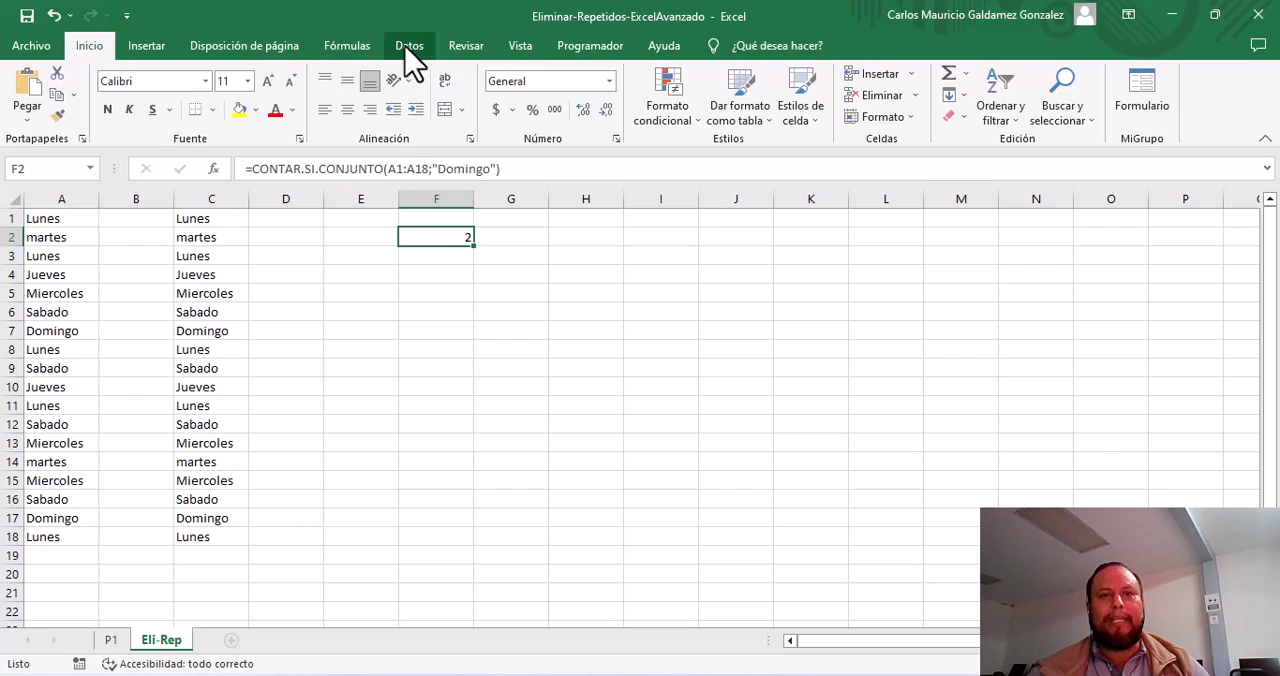 Eliminar-Repetidos-ExcelAvanzado - Excel
Carlos Mauricio Galdamez Gonzalez
Archivo Inicio Insertar Disposición de página Fórmulas Datos Revisar Vista Programador Ayuda ¿Qué desea hacer?
Pegar
Calibri 11
N K S
General
$ % 000
Formato condicional
Dar formato como tabla
Estilos de celda
Insertar
Eliminar
Formato
Ordenar y filtrar
Buscar y seleccionar
Formulario
Portapapeles Fuente Alineación Número Estilos Celdas Edición MiGrupo
F2 fx =CONTAR.SI.CONJUNTO(A1:A18;"Domingo")
A B C D E F G H I J K L M N O P
1 Lunes Lunes
2 martes martes 2
3 Lunes Lunes
4 Jueves Jueves
5 Miercoles Miercoles
6 Sabado Sabado
7 Domingo Domingo
8 Lunes Lunes
9 Sabado Sabado
10 Jueves Jueves
11 Lunes Lunes
12 Sabado Sabado
13 Miercoles Miercoles
14 martes martes
15 Miercoles Miercoles
16 Sabado Sabado
17 Domingo Domingo
18 Lunes Lunes
19
20
21
22
P1 Eli-Rep
Listo Accesibilidad: todo correcto